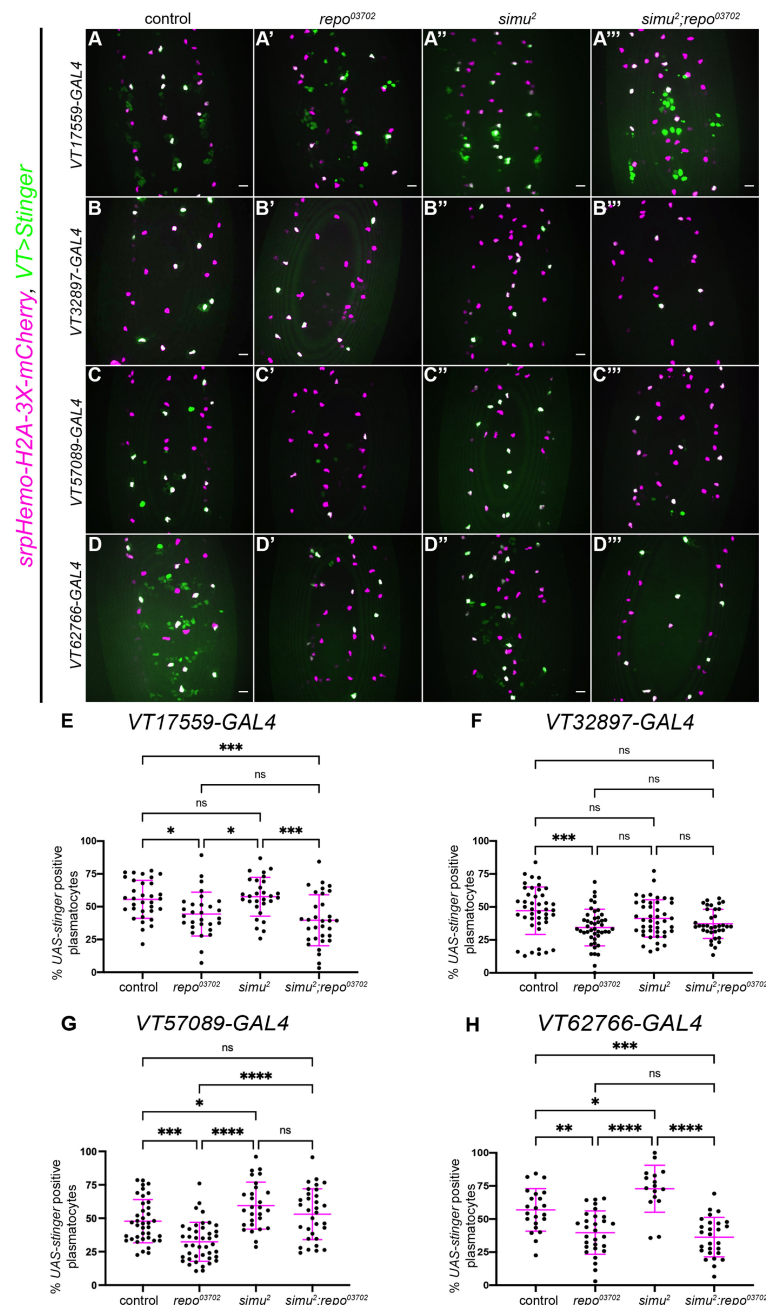 control repo⁰³⁷⁰² simu² simu²;repo⁰³⁷⁰²
srpHemo-H2A-3X-mCherry, VT>Stinger
VT17559-GAL4
A A’ A’’ A’’’
VT32897-GAL4
B B’ B’’ B’’’
VT57089-GAL4
C C’ C’’ C’’’
VT62766-GAL4
D D’ D’’ D’’’
E VT17559-GAL4
***
ns
ns
* * ***
% UAS-stinger positive
plasmatocytes
100
75
50
25
0
control repo⁰³⁷⁰² simu² simu²;repo⁰³⁷⁰²
F VT32897-GAL4
ns
ns
ns
*** ns ns
% UAS-stinger positive
plasmatocytes
100
75
50
25
0
control repo⁰³⁷⁰² simu² simu²;repo⁰³⁷⁰²
G VT57089-GAL4
ns
****
*
*** **** ns
% UAS-stinger positive
plasmatocytes
100
75
50
25
0
control repo⁰³⁷⁰² simu² simu²;repo⁰³⁷⁰²
H VT62766-GAL4
***
ns
*
** **** ****
% UAS-stinger positive
plasmatocytes
100
75
50
25
0
control repo⁰³⁷⁰² simu² simu²;repo⁰³⁷⁰²